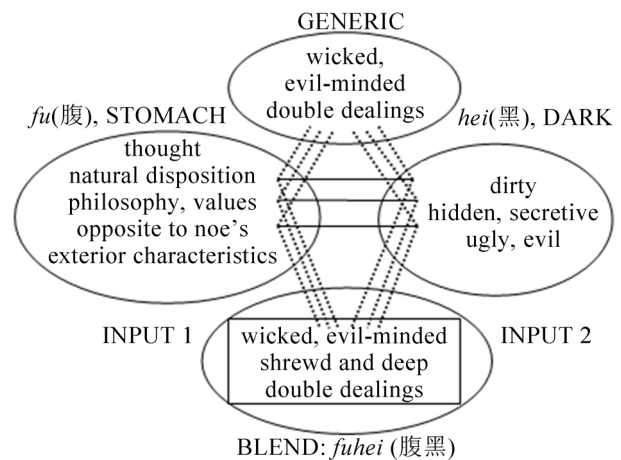 GENERIC
wicked,
evil-minded
double dealings
fu(腹), STOMACH
hei(黑), DARK
thought
natural disposition
philosophy, values
opposite to noe’s
exterior characteristics
dirty
hidden, secretive
ugly, evil
INPUT 1
INPUT 2
wicked, evil-minded
shrewd and deep
double dealings
BLEND: fuhei (腹黑)